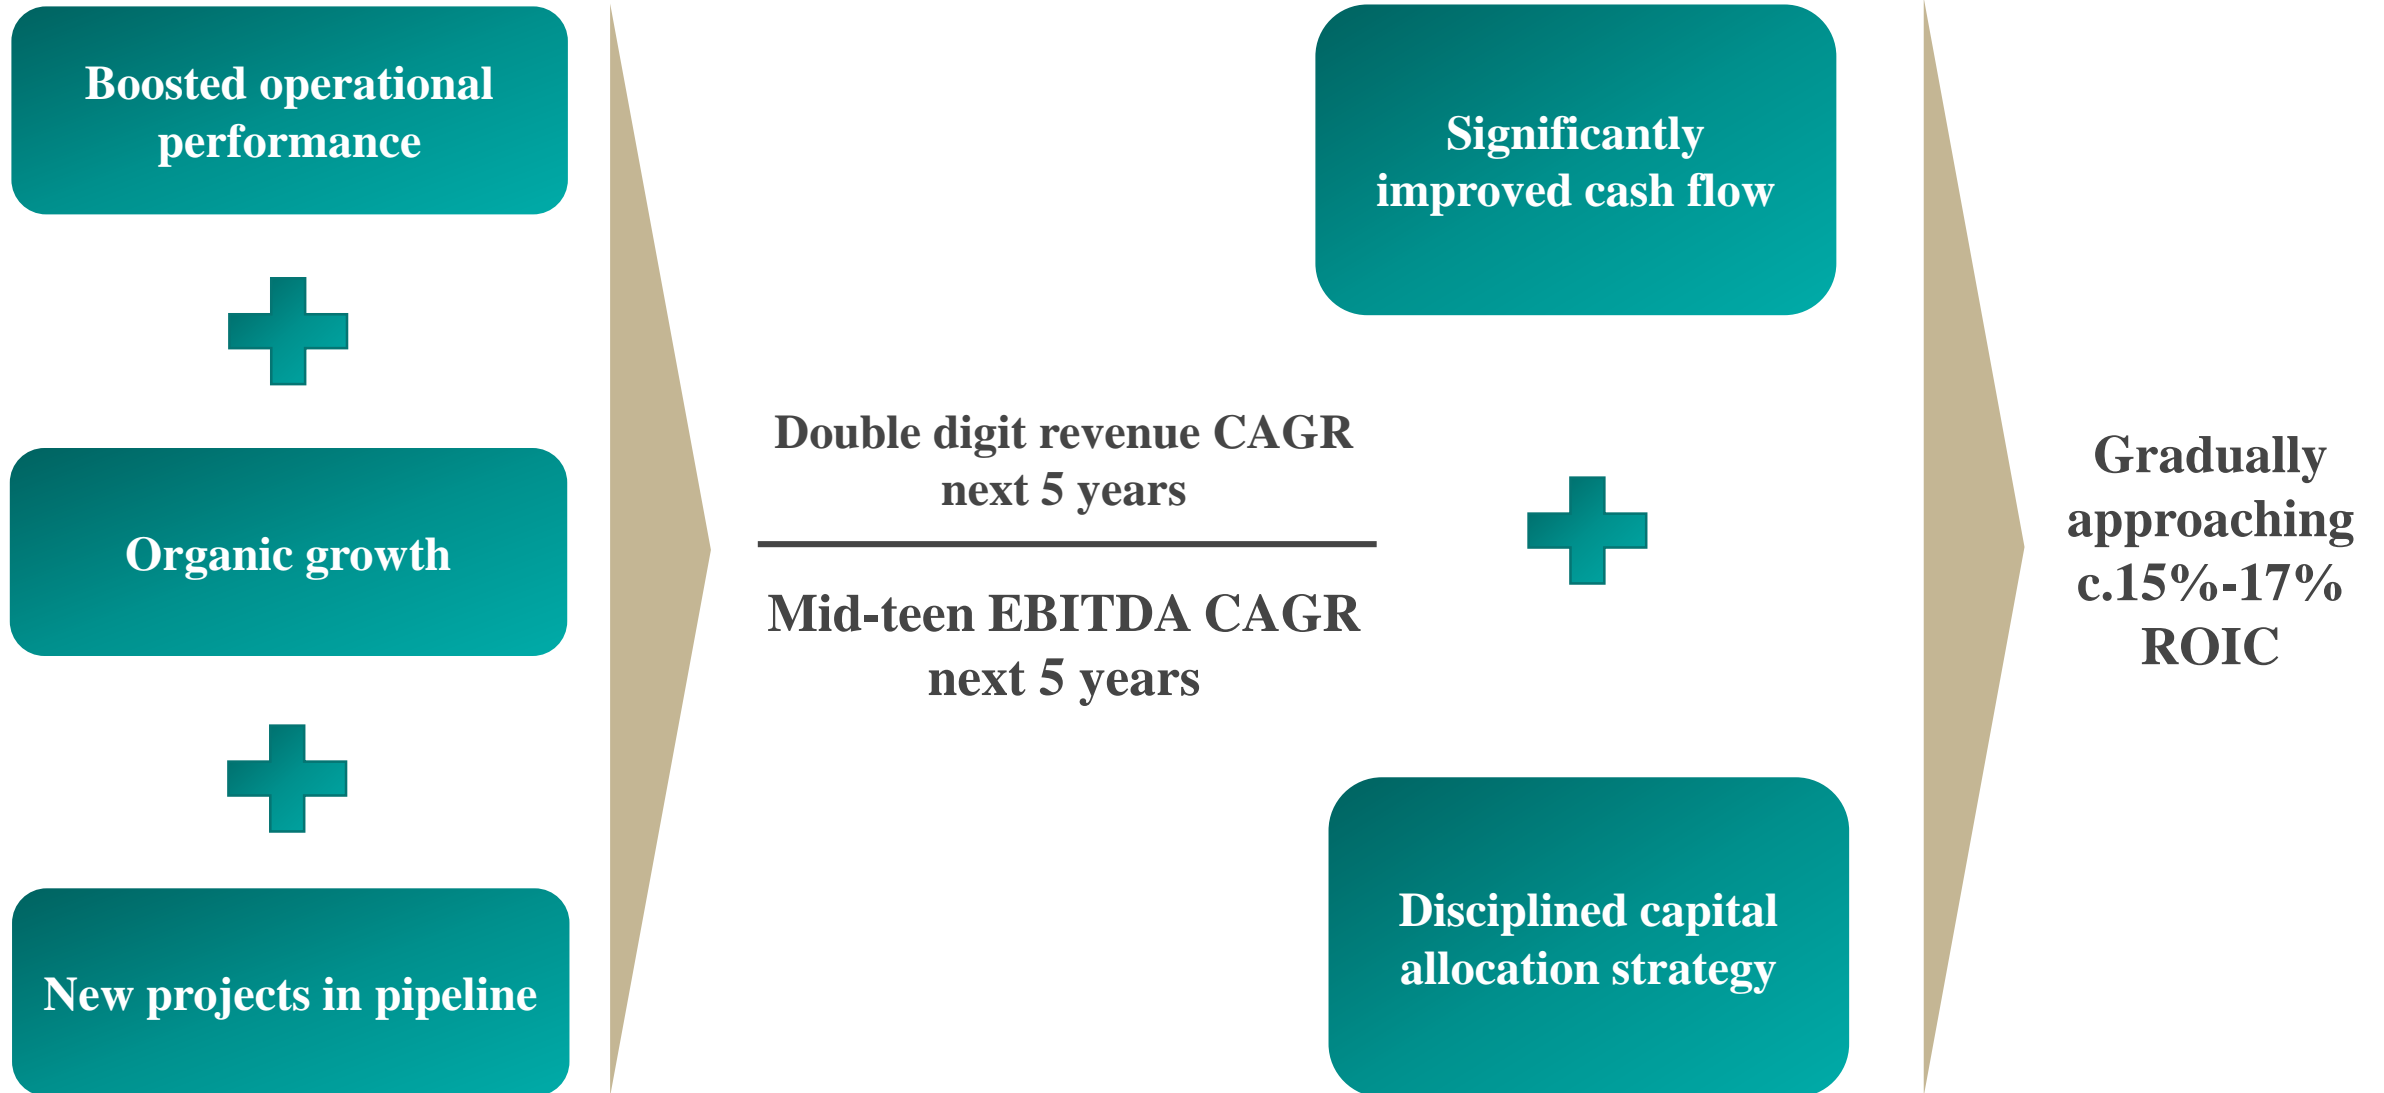 Boosted operational
performance
Organic growth
New projects in pipeline
Double digit revenue CAGR
next 5 years
Mid-teen EBITDA CAGR
next 5 years
Significantly
improved cash flow
Disciplined capital
allocation strategy
Gradually
approaching
c.15%-17%
ROIC